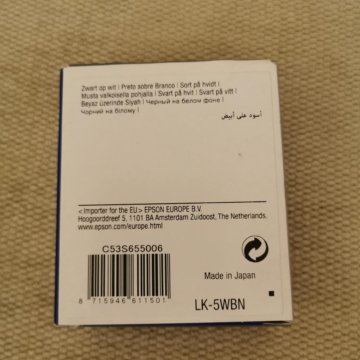 Zwart op wit | Preto sobre Branco | Sort på hvidt |
Musta valkoisella pohjalla | Svart på hvit | Svart på vitt |
Beyaz üzerinde Siyah | Черный на белом фоне |
Чорний на білому |
أسود على أبيض
< Importer for the EU > EPSON EUROPE B.V.
Hoogoorddreef 5, 1101 BA Amsterdam Zuidoost, The Netherlands.
www.epson.com/europe.html
C53S655006
8 715946 611501
Made in Japan
LK-5WBN